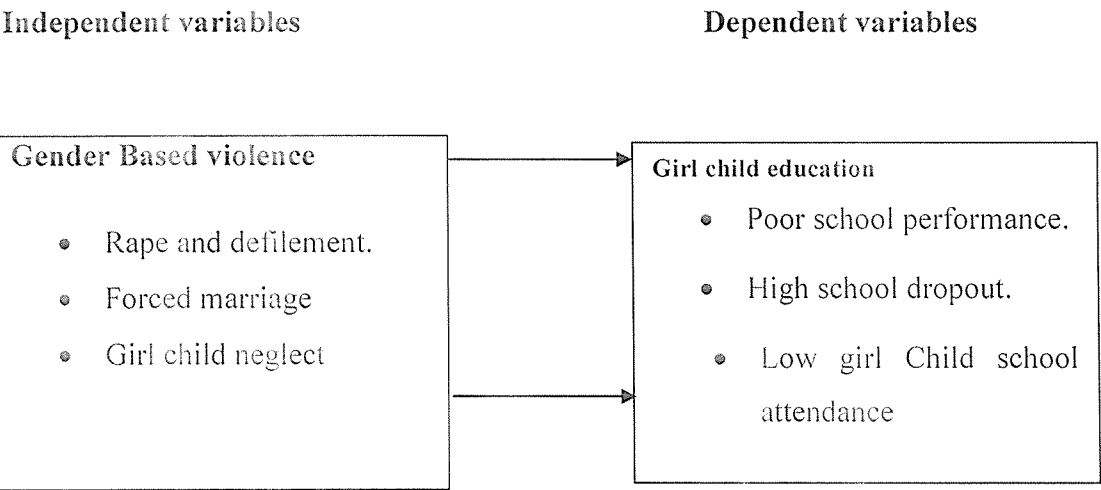 Independent variables
Dependent variables
Gender Based violence
• Rape and defilement.
• Forced marriage
• Girl child neglect
Girl child education
• Poor school performance.
• High school dropout.
• Low girl Child school
attendance